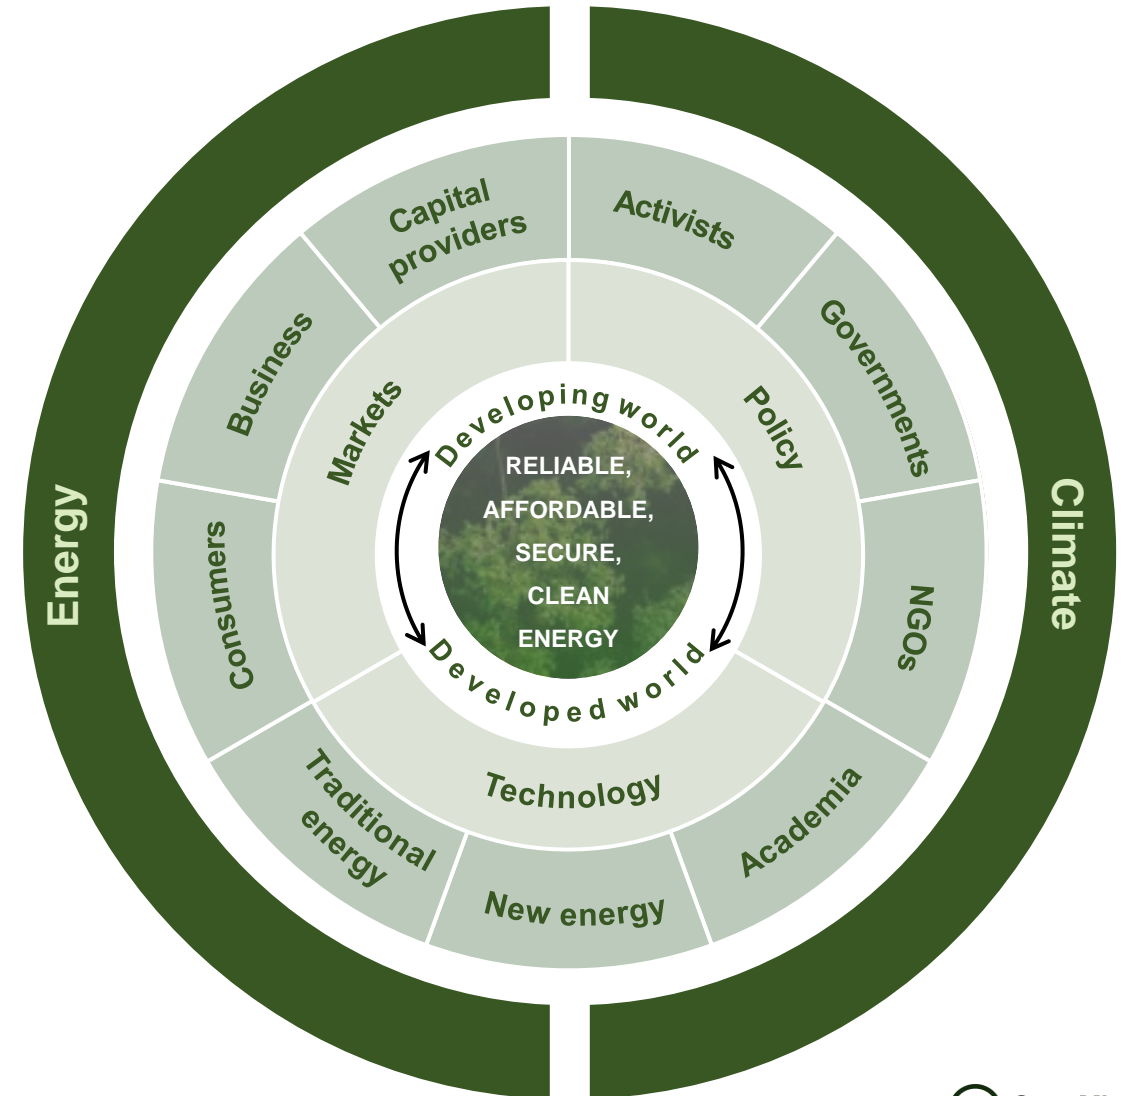 Energy
Climate
Capital
providers
Activists
Governments
NGOs
Academia
New energy
Traditional
energy
Consumers
Business
Markets
Policy
Technology
Developing world
RELIABLE,
AFFORDABLE,
SECURE,
CLEAN
ENERGY
Developed world